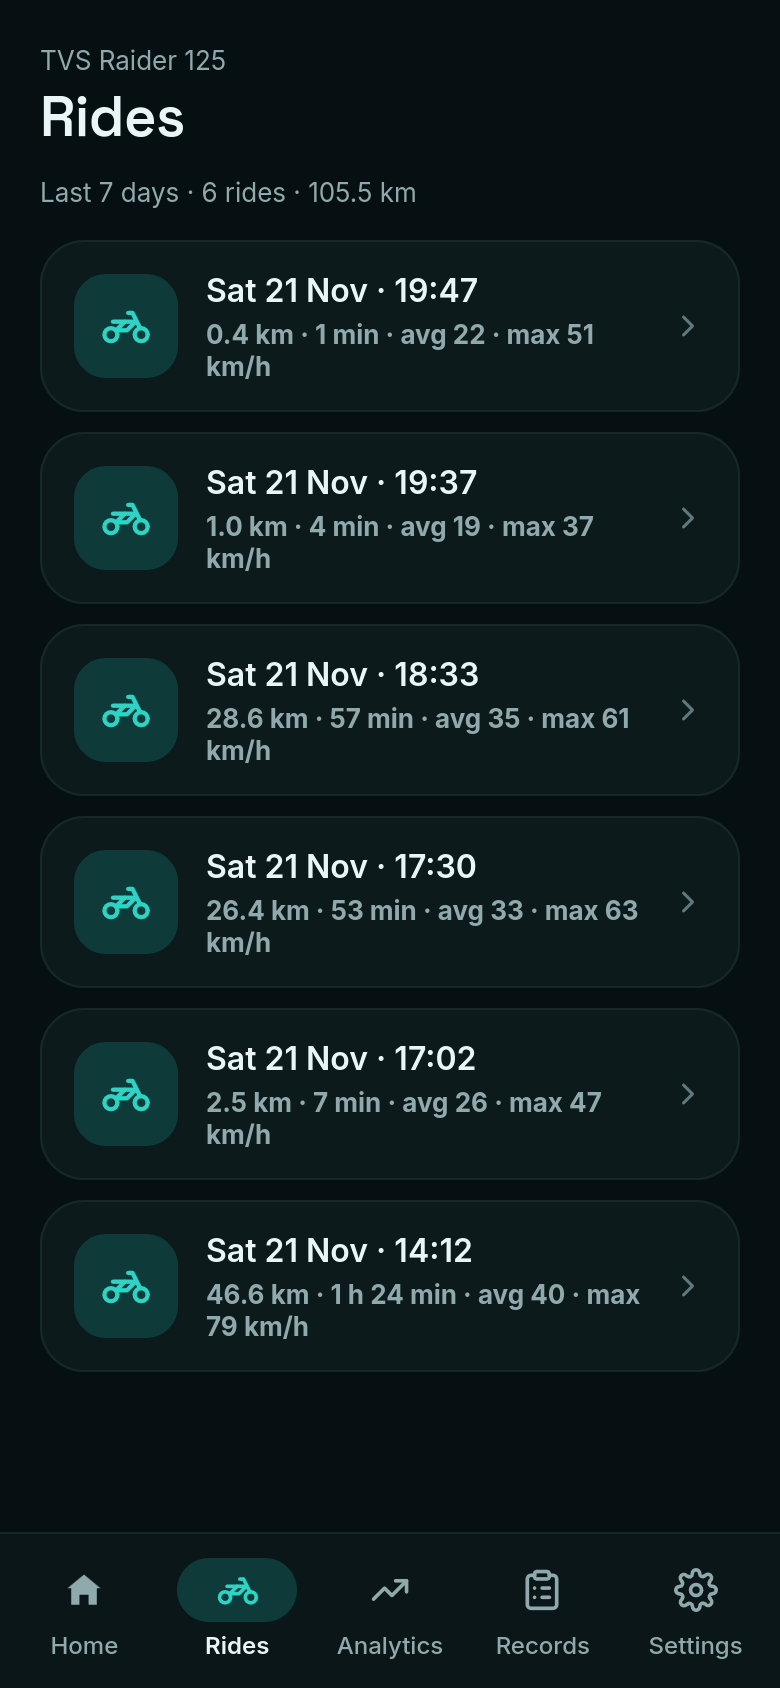 TVS Raider 125
Rides
Last 7 days · 6 rides · 105.5 km
Sat 21 Nov · 19:47
0.4 km · 1 min · avg 22 · max 51
km/h
Sat 21 Nov · 19:37
1.0 km · 4 min · avg 19 · max 37
km/h
Sat 21 Nov · 18:33
28.6 km · 57 min · avg 35 · max 61
km/h
Sat 21 Nov · 17:30
26.4 km · 53 min · avg 33 · max 63
km/h
Sat 21 Nov · 17:02
2.5 km · 7 min · avg 26 · max 47
km/h
Sat 21 Nov · 14:12
46.6 km · 1 h 24 min · avg 40 · max
79 km/h
Home
Rides
Analytics
Records
Settings